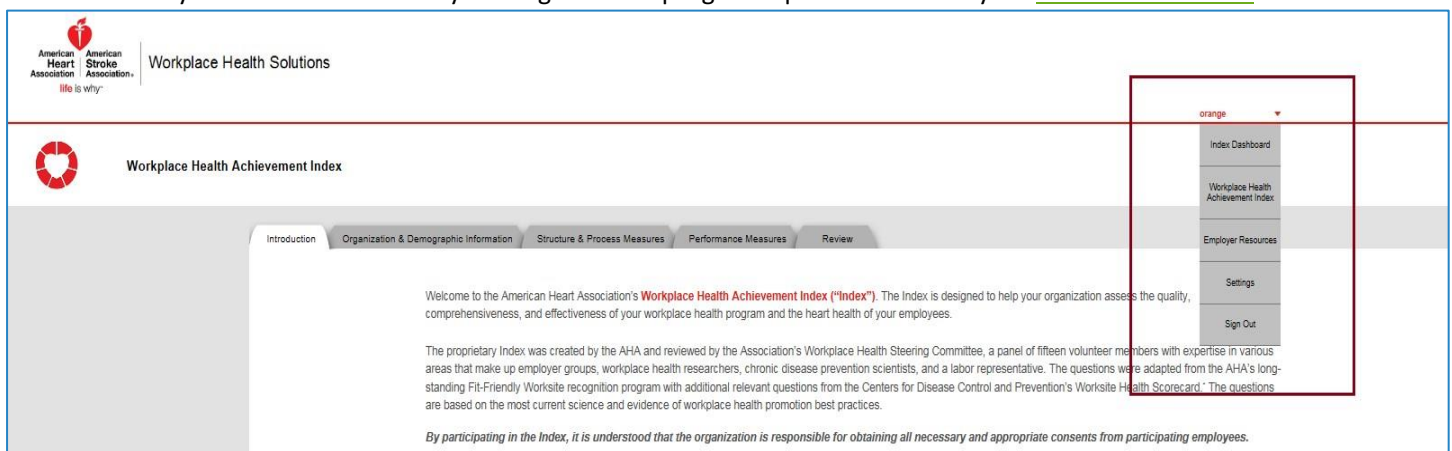 American American
Heart Stroke
Association Association®
life is why™
Workplace Health Solutions
orange
Index Dashboard
Workplace Health
Achievement Index
Employer Resources
Settings
Sign Out
Workplace Health Achievement Index
Introduction Organization & Demographic Information Structure & Process Measures Performance Measures Review
Welcome to the American Heart Association's Workplace Health Achievement Index (“Index”). The Index is designed to help your organization assess the quality,
comprehensiveness, and effectiveness of your workplace health program and the heart health of your employees.
The proprietary Index was created by the AHA and reviewed by the Association's Workplace Health Steering Committee, a panel of fifteen volunteer members with expertise in various
areas that make up employer groups, workplace health researchers, chronic disease prevention scientists, and a labor representative. The questions were adapted from the AHA's long-
standing Fit-Friendly Worksite recognition program with additional relevant questions from the Centers for Disease Control and Prevention's Worksite Health Scorecard.* The questions
are based on the most current science and evidence of workplace health promotion best practices.
By participating in the Index, it is understood that the organization is responsible for obtaining all necessary and appropriate consents from participating employees.